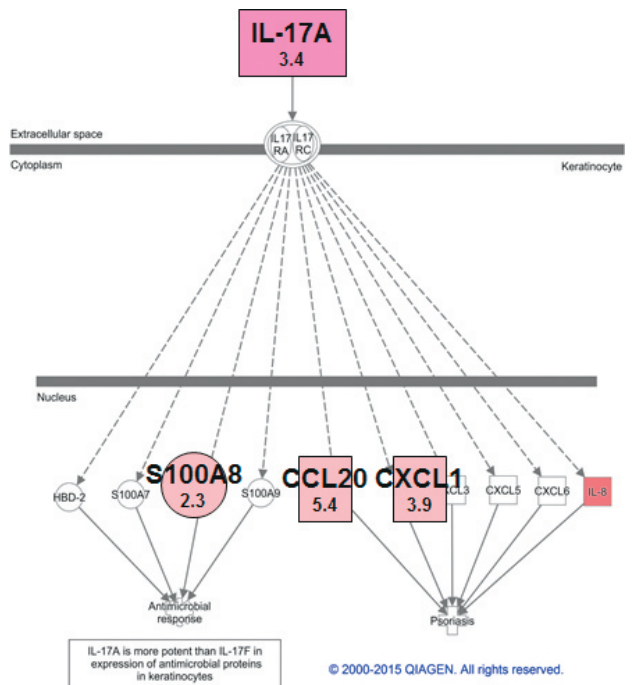 IL-17A
3.4
Extracellular space
IL17 IL17
RA RC
Cytoplasm
Keratinocyte
Nucleus
HBD-2
S100A7
S100A8
2.3
S100A9
CCL20
5.4
CXCL1
3.9
CXCL5
CXCL6
IL-8
Antimicrobial
response
Psoriasis
IL-17A is more potent than IL-17F in
expression of antimicrobial proteins
in keratinocytes
© 2000-2015 QIAGEN. All rights reserved.